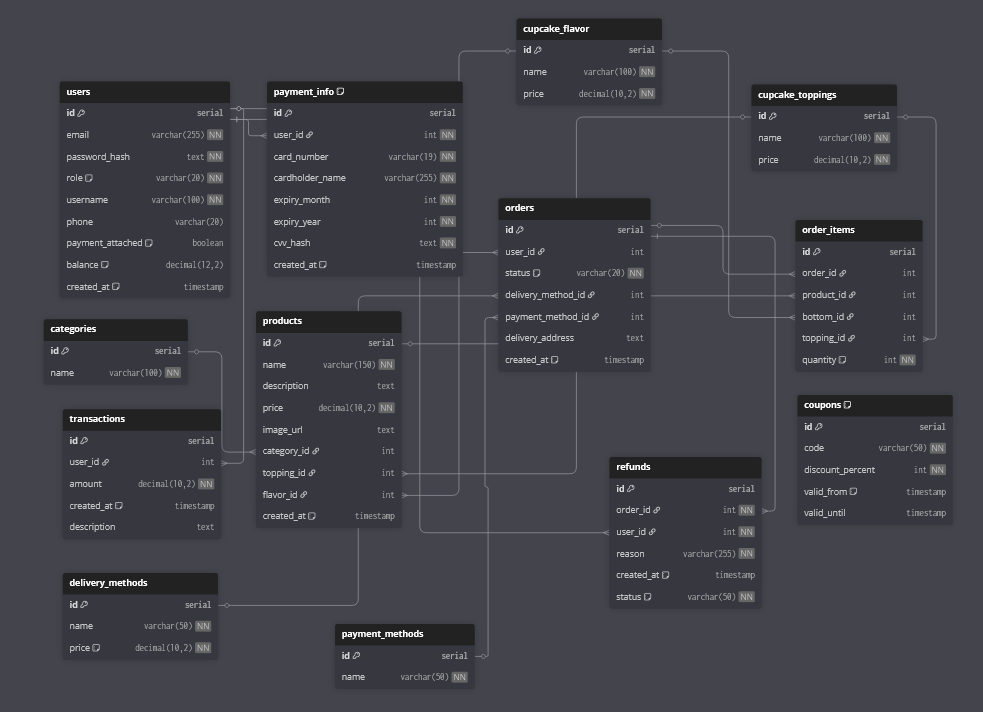 cupcake_flavor
id serial
name varchar(100) NN
price decimal(10,2) NN
users
id serial
email varchar(255) NN
password_hash text NN
role varchar(20) NN
username varchar(100) NN
phone varchar(20)
payment_attached boolean
balance decimal(12,2)
created_at timestamp
payment_info
id serial
user_id int NN
card_number varchar(19) NN
cardholder_name varchar(255) NN
expiry_month int NN
expiry_year int NN
cvv_hash text NN
created_at timestamp
cupcake_toppings
id serial
name varchar(100) NN
price decimal(10,2) NN
orders
id serial
user_id int
status varchar(20) NN
delivery_method_id int
payment_method_id int
delivery_address text
created_at timestamp
order_items
id serial
order_id int
product_id int
bottom_id int
topping_id int
quantity int NN
categories
id serial
name varchar(100) NN
products
id serial
name varchar(150) NN
description text
price decimal(10,2) NN
image_url text
category_id int
topping_id int
flavor_id int
created_at timestamp
transactions
id serial
user_id int
amount decimal(10,2) NN
created_at timestamp
description text
coupons
id serial
code varchar(50) NN
discount_percent int NN
valid_from timestamp
valid_until timestamp
refunds
id serial
order_id int NN
user_id int NN
reason varchar(255) NN
created_at timestamp
status varchar(50) NN
delivery_methods
id serial
name varchar(50) NN
price decimal(10,2) NN
payment_methods
id serial
name varchar(50) NN